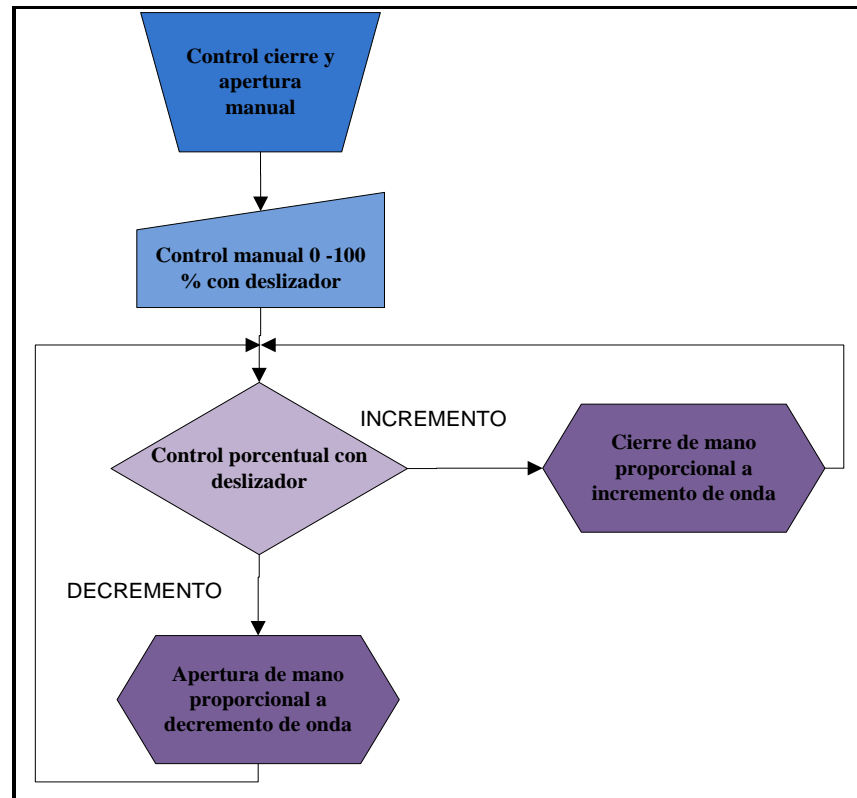 Control cierre y
apertura
manual
Control manual 0 -100
% con deslizador
INCREMENTO
Control porcentual con
deslizador
Cierre de mano
proporcional a
incremento de onda
DECREMENTO
Apertura de mano
proporcional a
decremento de onda